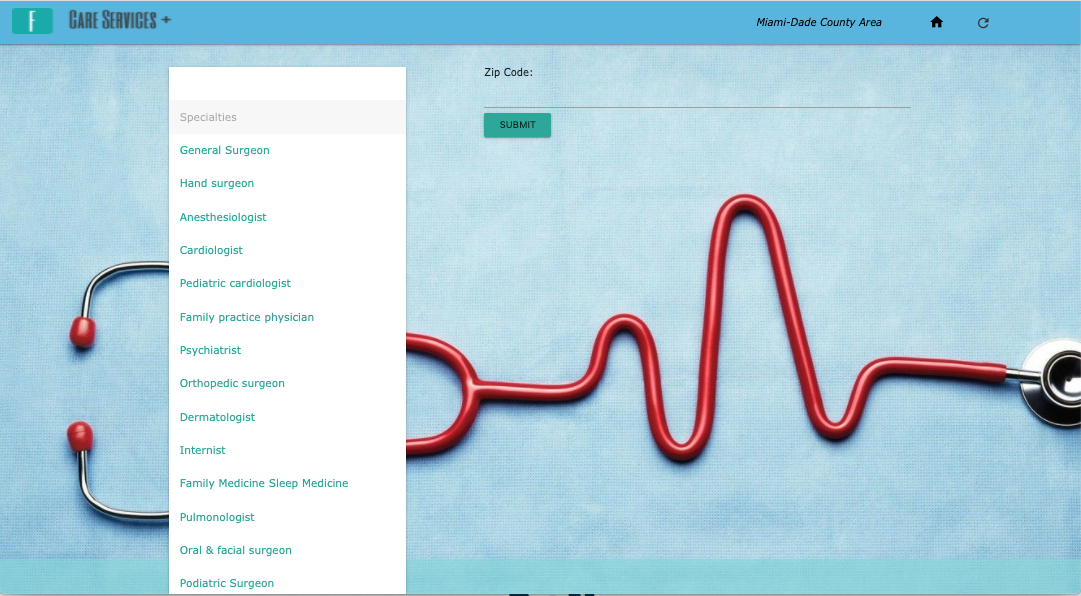 F
CARE SERVICES +
Miami-Dade County Area
Zip Code:
SUBMIT
Specialties
General Surgeon
Hand surgeon
Anesthesiologist
Cardiologist
Pediatric cardiologist
Family practice physician
Psychiatrist
Orthopedic surgeon
Dermatologist
Internist
Family Medicine Sleep Medicine
Pulmonologist
Oral & facial surgeon
Podiatric Surgeon